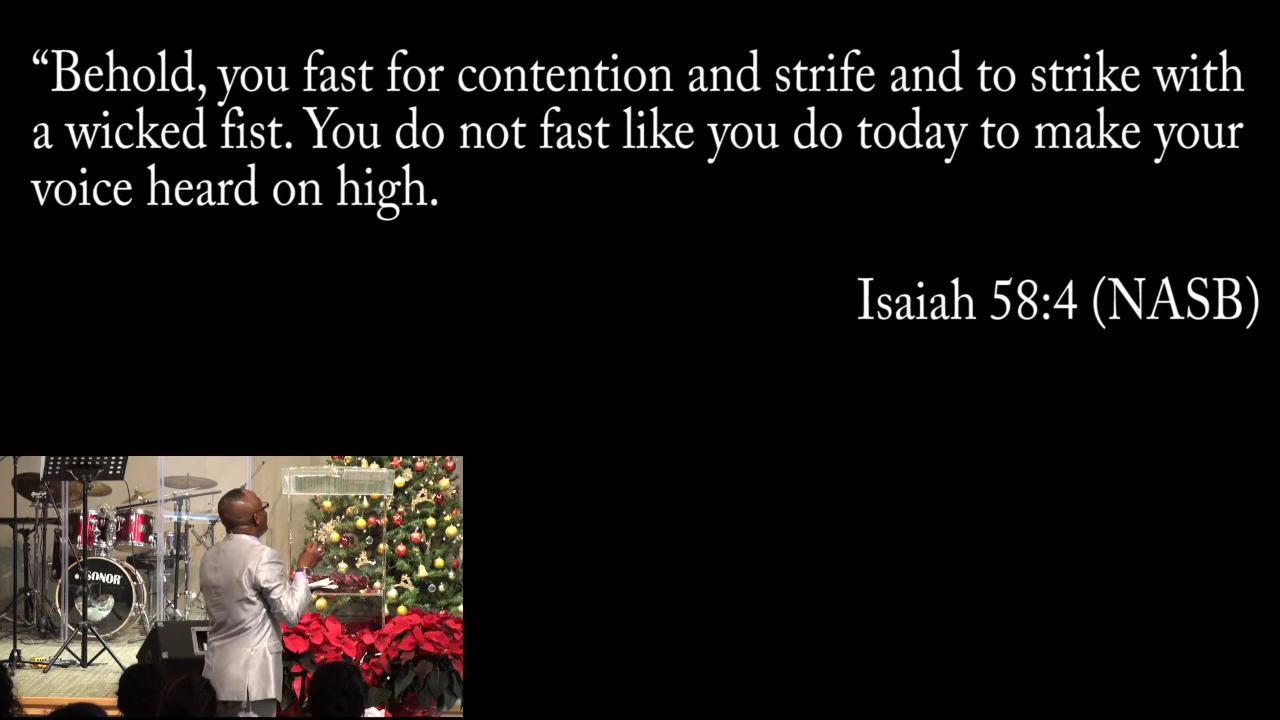 “Behold, you fast for contention and strife and to strike with
a wicked fist. You do not fast like you do today to make your
voice heard on high.
Isaiah 58:4 (NASB)
SONOR